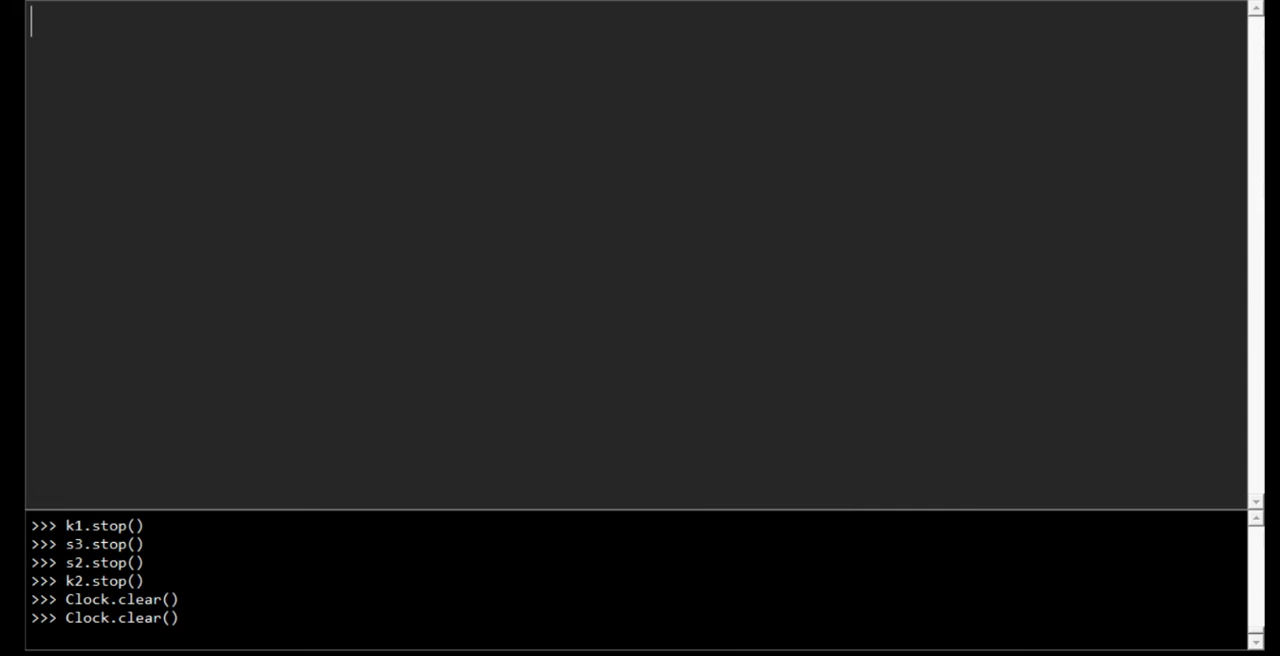 >>> k1.stop()
>>> s3.stop()
>>> s2.stop()
>>> k2.stop()
>>> Clock.clear()
>>> Clock.clear()